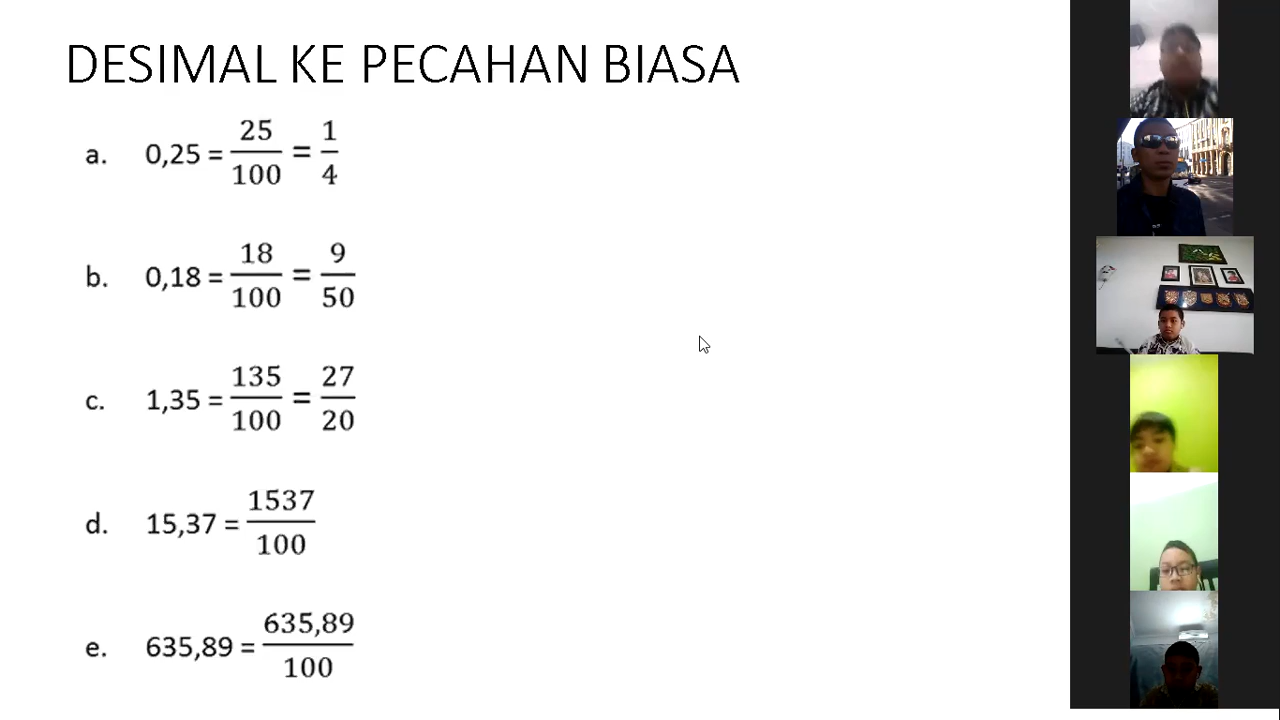 DESIMAL KE PECAHAN BIASA
a. 0,25 = 25/100 = 1/4
b. 0,18 = 18/100 = 9/50
c. 1,35 = 135/100 = 27/20
d. 15,37 = 1537/100
e. 635,89 = 635,89/100